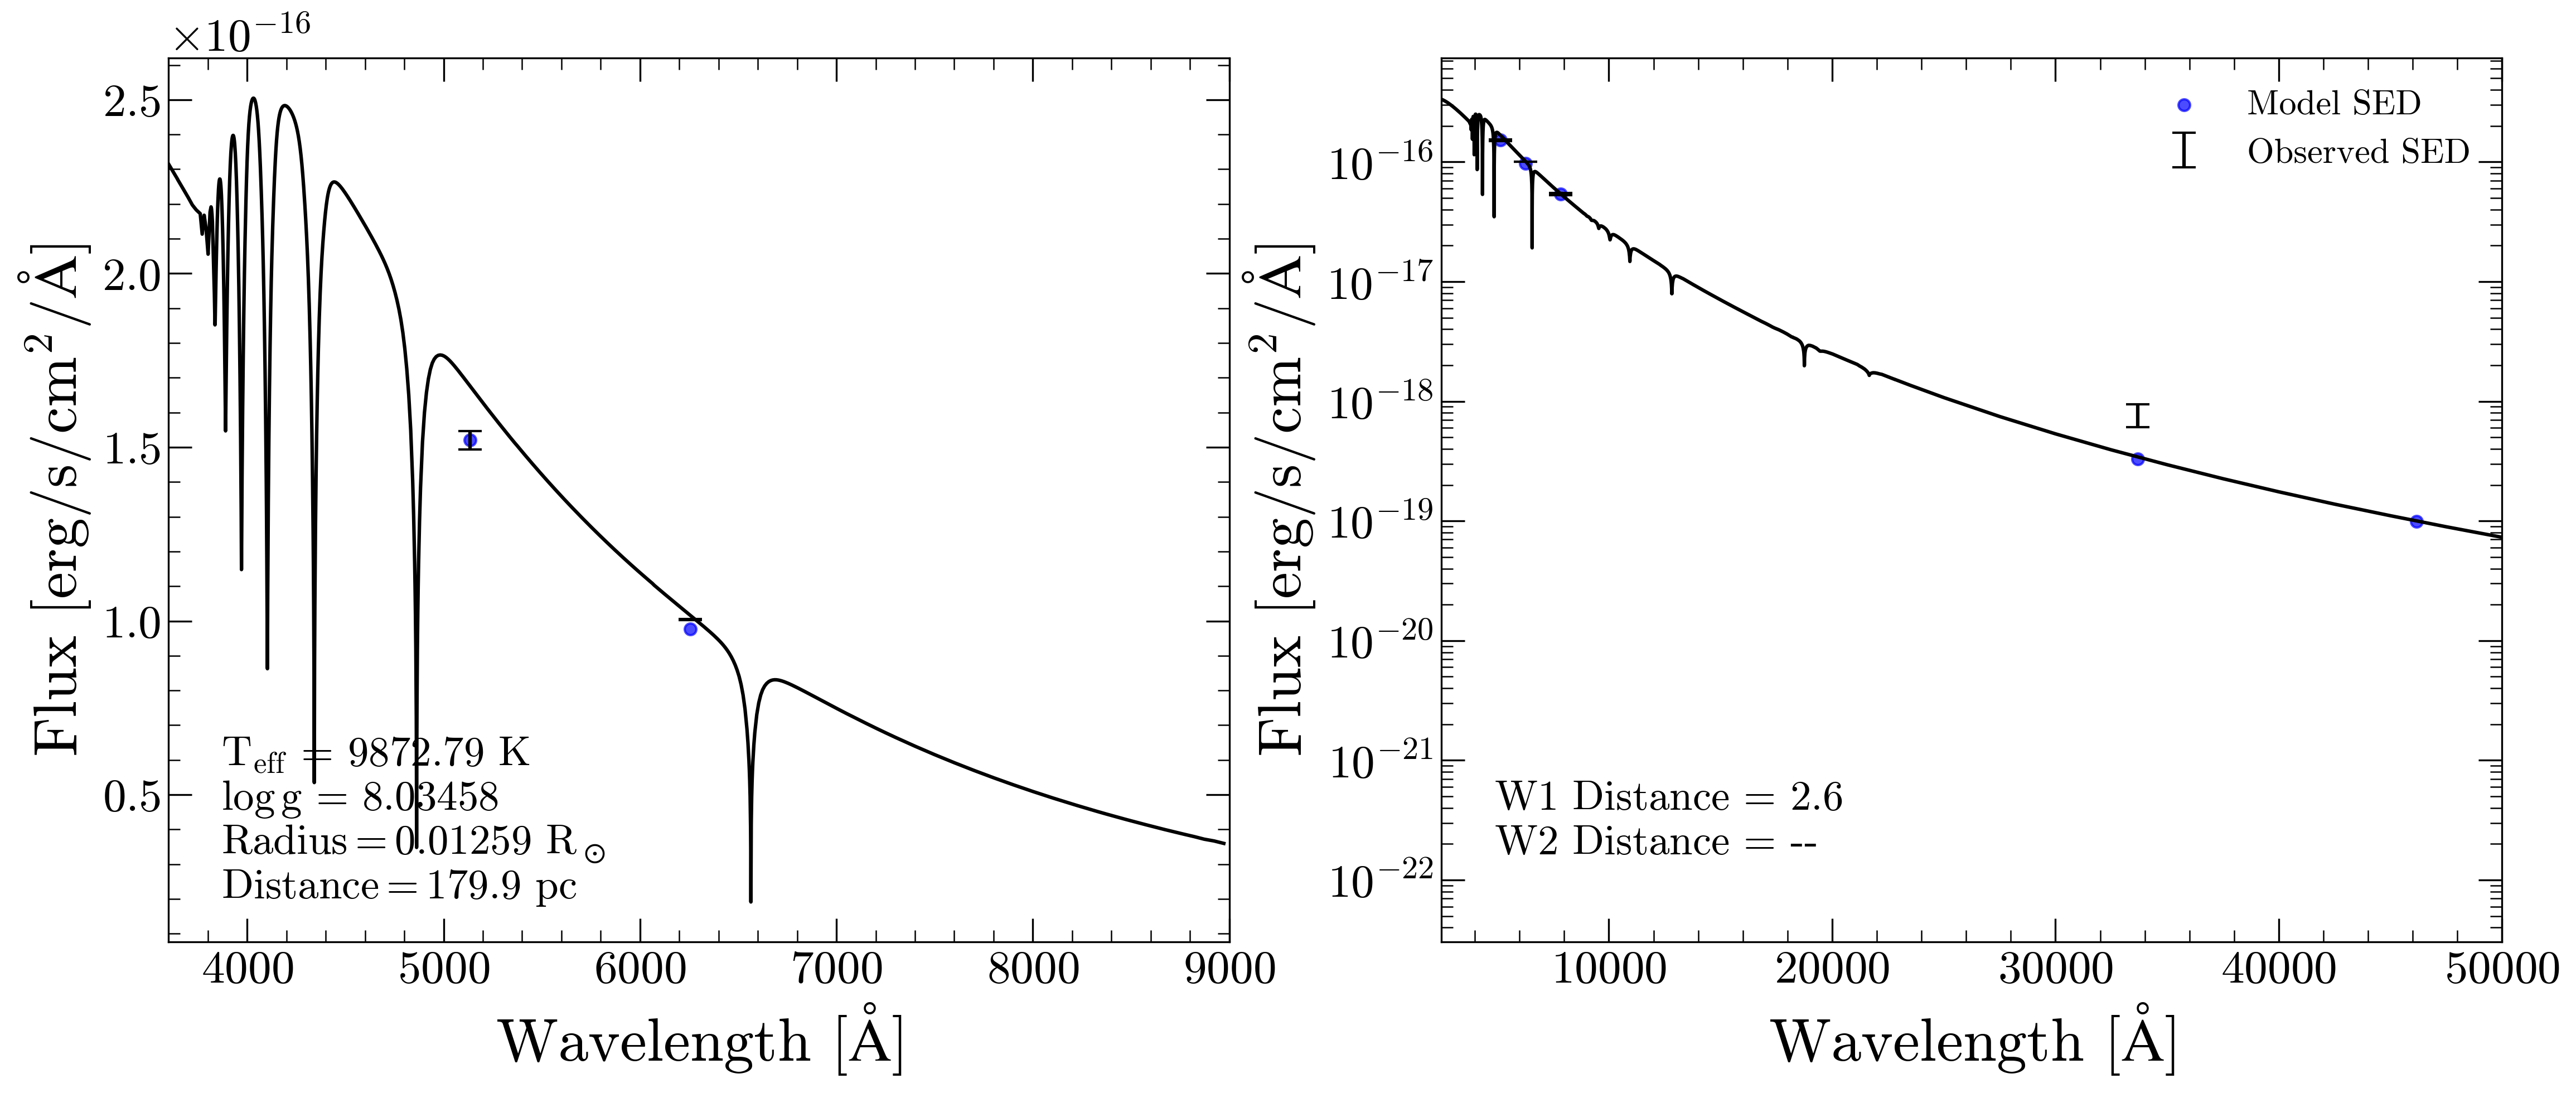 ×10⁻¹⁶
2.5
2.0
1.5
1.0
0.5
Flux [erg/s/cm²/Å]
T_eff = 9872.79 K
log g = 8.03458
Radius = 0.01259 R_⊙
Distance = 179.9 pc
4000 5000 6000 7000 8000 9000
Wavelength [Å]
Model SED
Observed SED
10⁻¹⁶
10⁻¹⁷
10⁻¹⁸
10⁻¹⁹
10⁻²⁰
10⁻²¹
10⁻²²
Flux [erg/s/cm²/Å]
W1 Distance = 2.6
W2 Distance = --
10000 20000 30000 40000 50000
Wavelength [Å]